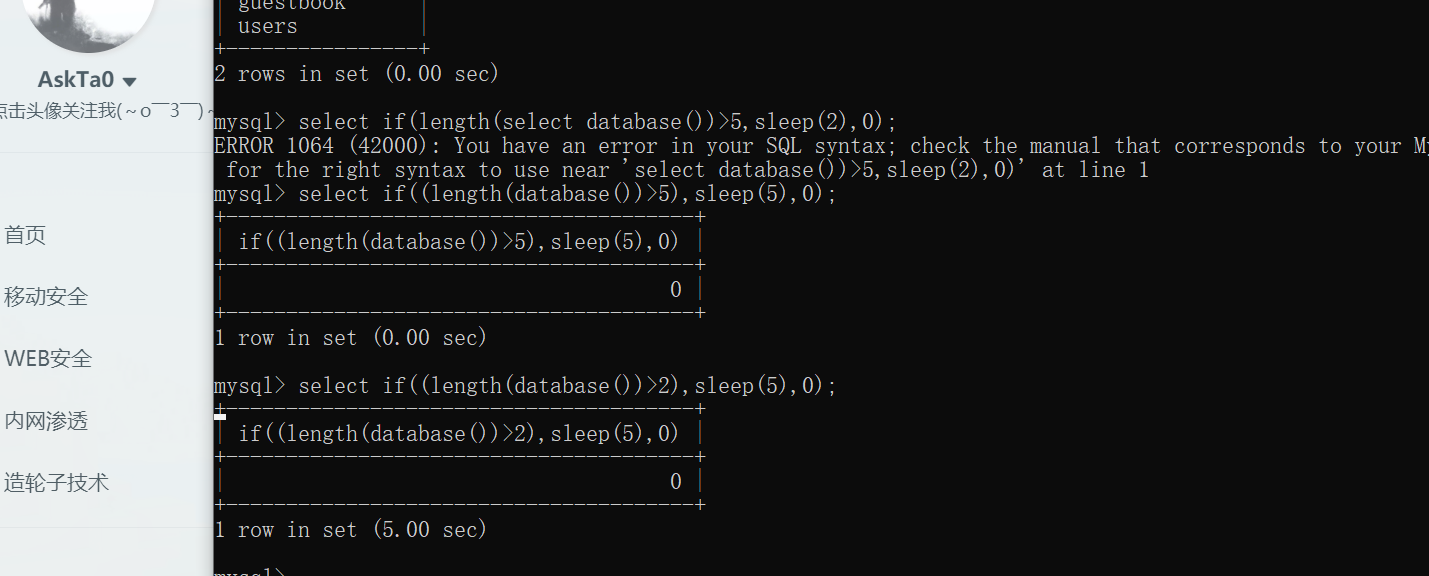 AskTa0
点击头像关注我(~o￣3￣)~
首页
移动安全
WEB安全
内网渗透
造轮子技术
| guestbook |
| users |
+----------------+
2 rows in set (0.00 sec)
mysql> select if(length(select database())>5,sleep(2),0);
ERROR 1064 (42000): You have an error in your SQL syntax; check the manual that corresponds to your My
for the right syntax to use near 'select database())>5,sleep(2),0)' at line 1
mysql> select if((length(database())>5),sleep(5),0);
+---------------------------------------+
| if((length(database())>5),sleep(5),0) |
+---------------------------------------+
| 0 |
+---------------------------------------+
1 row in set (0.00 sec)
mysql> select if((length(database())>2),sleep(5),0);
+---------------------------------------+
| if((length(database())>2),sleep(5),0) |
+---------------------------------------+
| 0 |
+---------------------------------------+
1 row in set (5.00 sec)
mysql>